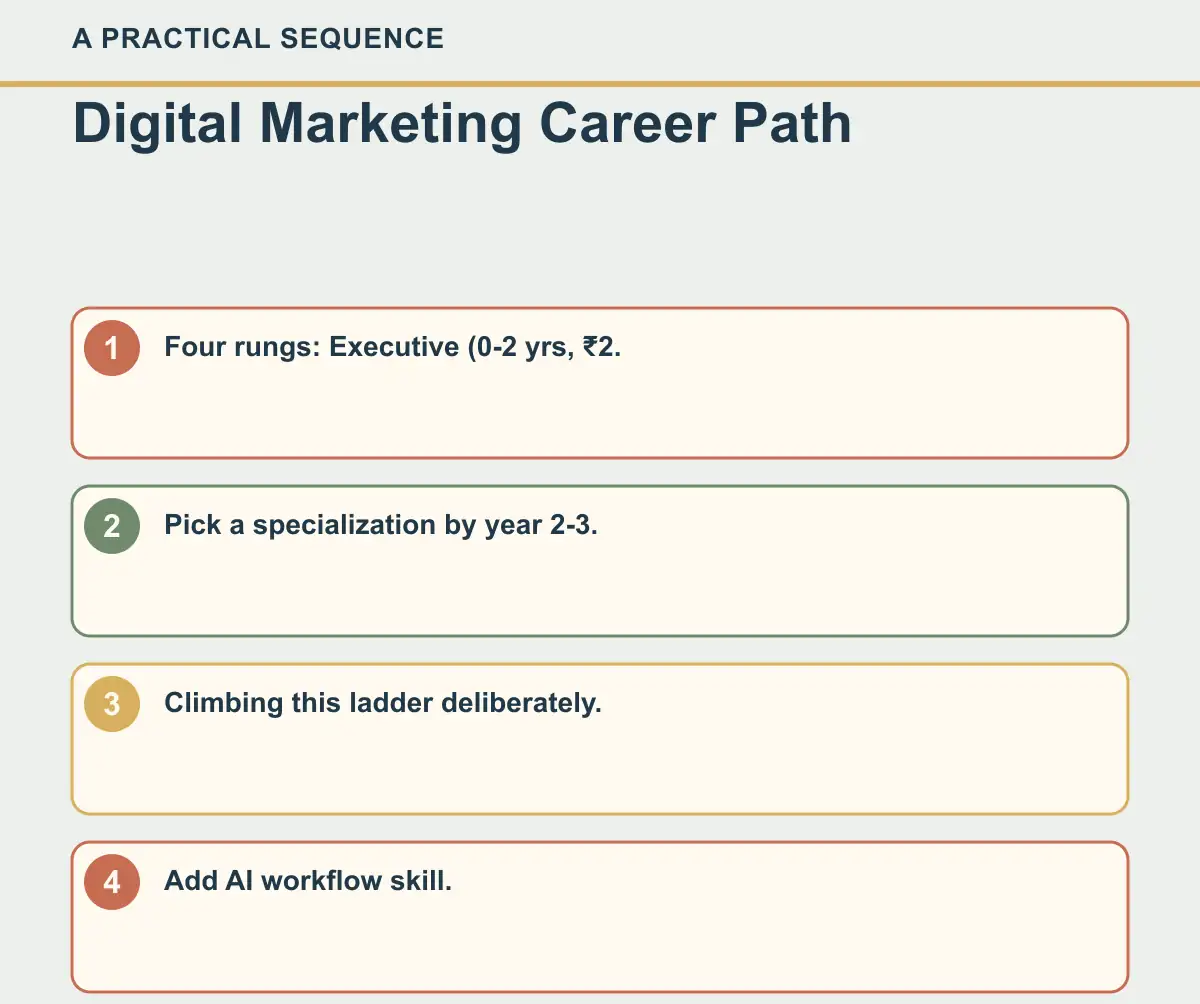 A PRACTICAL SEQUENCE
Digital Marketing Career Path
1 Four rungs: Executive (0-2 yrs, ₹2.
2 Pick a specialization by year 2-3.
3 Climbing this ladder deliberately.
4 Add AI workflow skill.